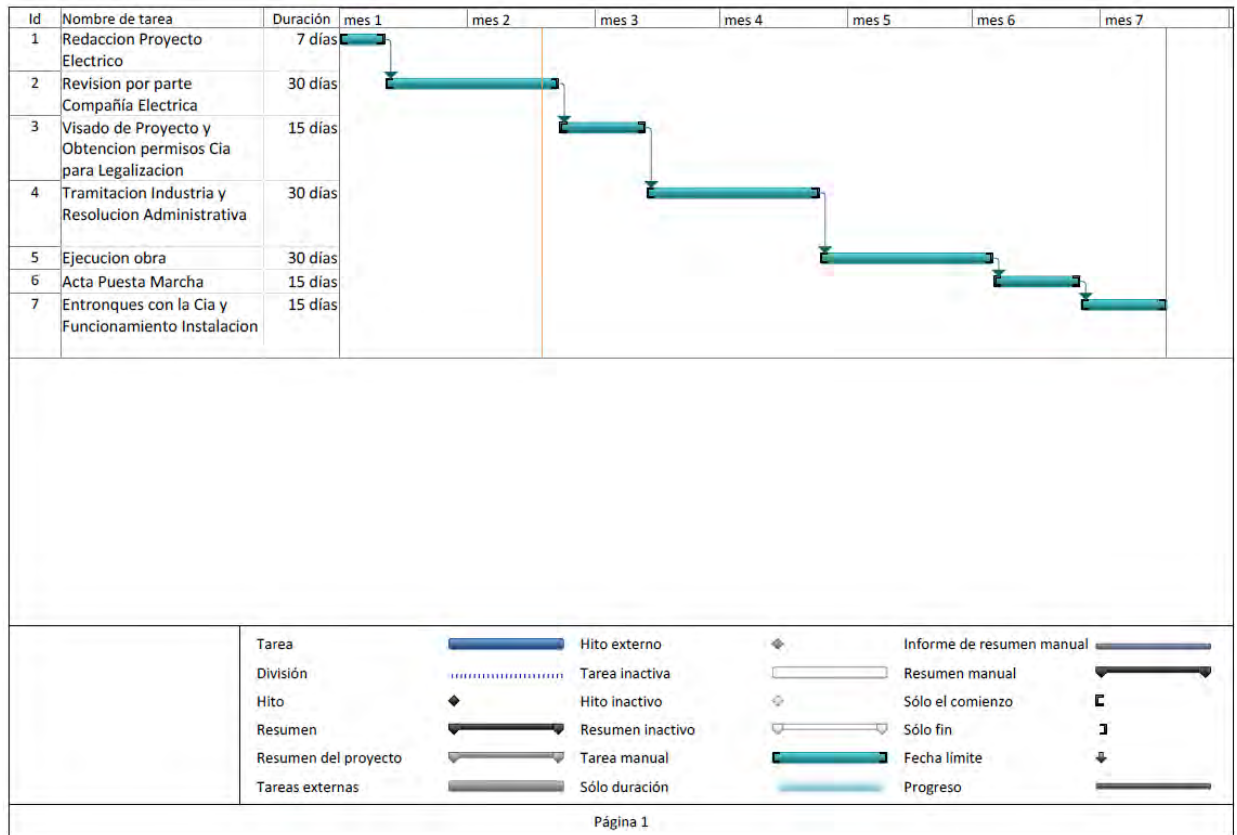 Id Nombre de tarea Duración mes 1 mes 2 mes 3 mes 4 mes 5 mes 6 mes 7
1 Redaccion Proyecto 7 días
Electrico
2 Revision por parte 30 días
Compañía Electrica
3 Visado de Proyecto y 15 días
Obtencion permisos Cia
para Legalizacion
4 Tramitacion Industria y 30 días
Resolucion Administrativa
5 Ejecucion obra 30 días
6 Acta Puesta Marcha 15 días
7 Entronques con la Cia y 15 días
Funcionamiento Instalacion
Tarea Hito externo Informe de resumen manual
División Tarea inactiva Resumen manual
Hito Hito inactivo Sólo el comienzo
Resumen Resumen inactivo Sólo fin
Resumen del proyecto Tarea manual Fecha límite
Tareas externas Sólo duración Progreso
Página 1